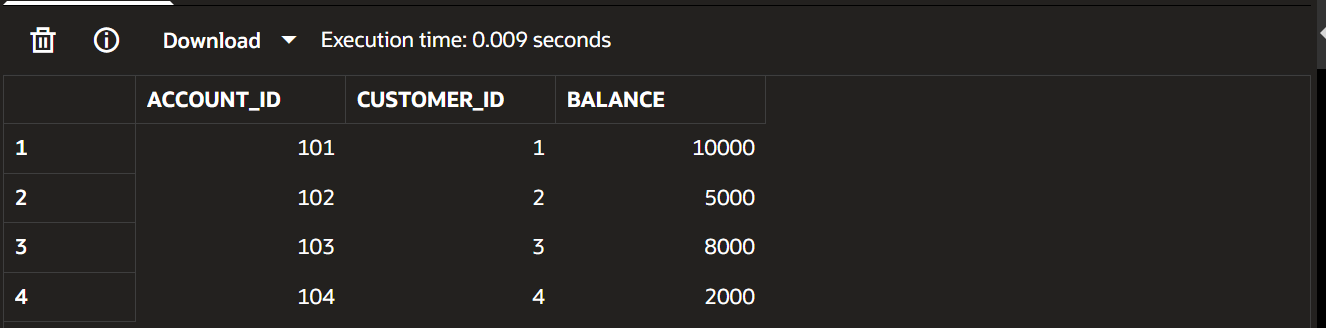 Download Execution time: 0.009 seconds
ACCOUNT_ID CUSTOMER_ID BALANCE
1 101 1 10000
2 102 2 5000
3 103 3 8000
4 104 4 2000